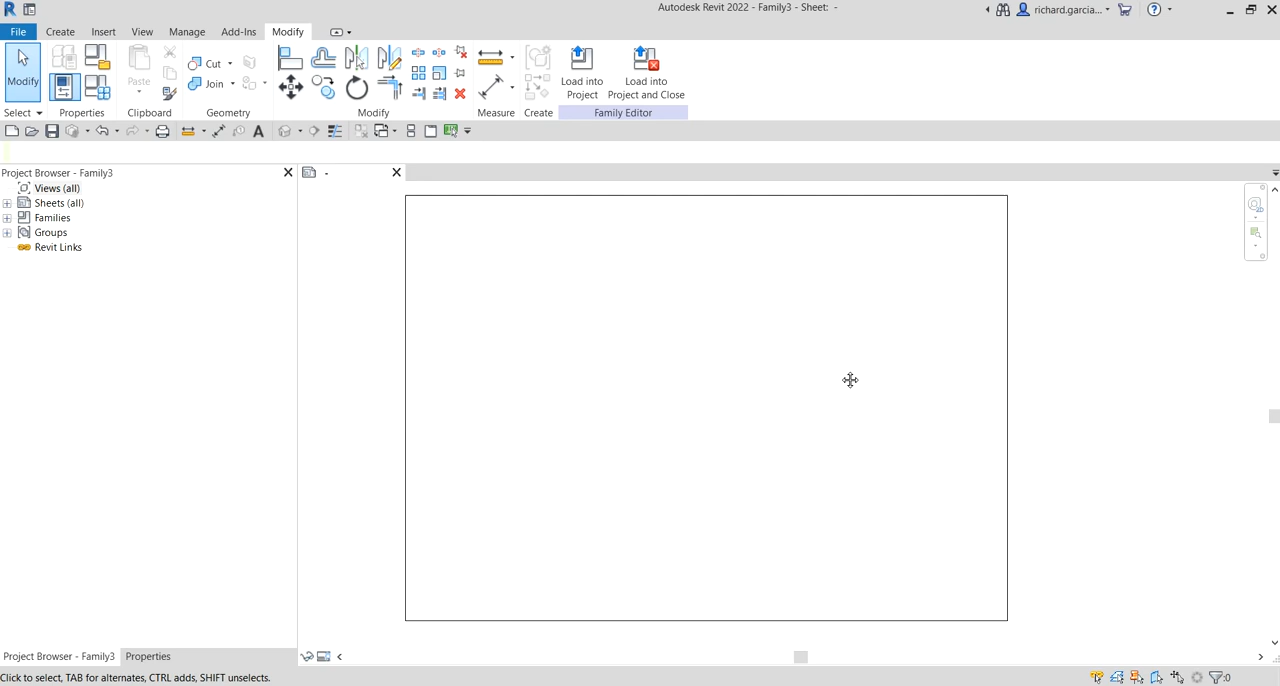 Autodesk Revit 2022 - Family3 - Sheet: -
richard.garcia...
File Create Insert View Manage Add-Ins Modify
Modify
Paste
Cut
Join
Load into Project
Load into Project and Close
Select Properties Clipboard Geometry Modify Measure Create Family Editor
Project Browser - Family3
-
Views (all)
Sheets (all)
Families
Groups
Revit Links
2D
Project Browser - Family3 Properties
Click to select, TAB for alternates, CTRL adds, SHIFT unselects.
:0